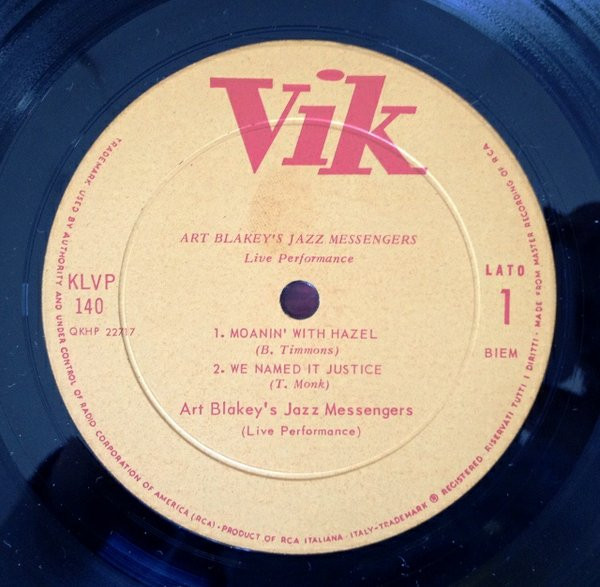 Vik
ART BLAKEY'S JAZZ MESSENGERS
Live Performance
KLVP
140
QKHP 22717
LATO
1
BIEM
1. MOANIN' WITH HAZEL
(B. Timmons)
2. WE NAMED IT JUSTICE
(T. Monk)
Art Blakey's Jazz Messengers
(Live Performance)
TRADEMARK USED BY AUTHORITY AND UNDER CONTROL OF RADIO CORPORATION OF AMERICA (RCA) • PRODUCT OF RCA ITALIANA • ITALY-TRADEMARK ® REGISTERED. RISERVATI TUTTI I DIRITTI • MADE FROM MASTER RECORDING OF RCA